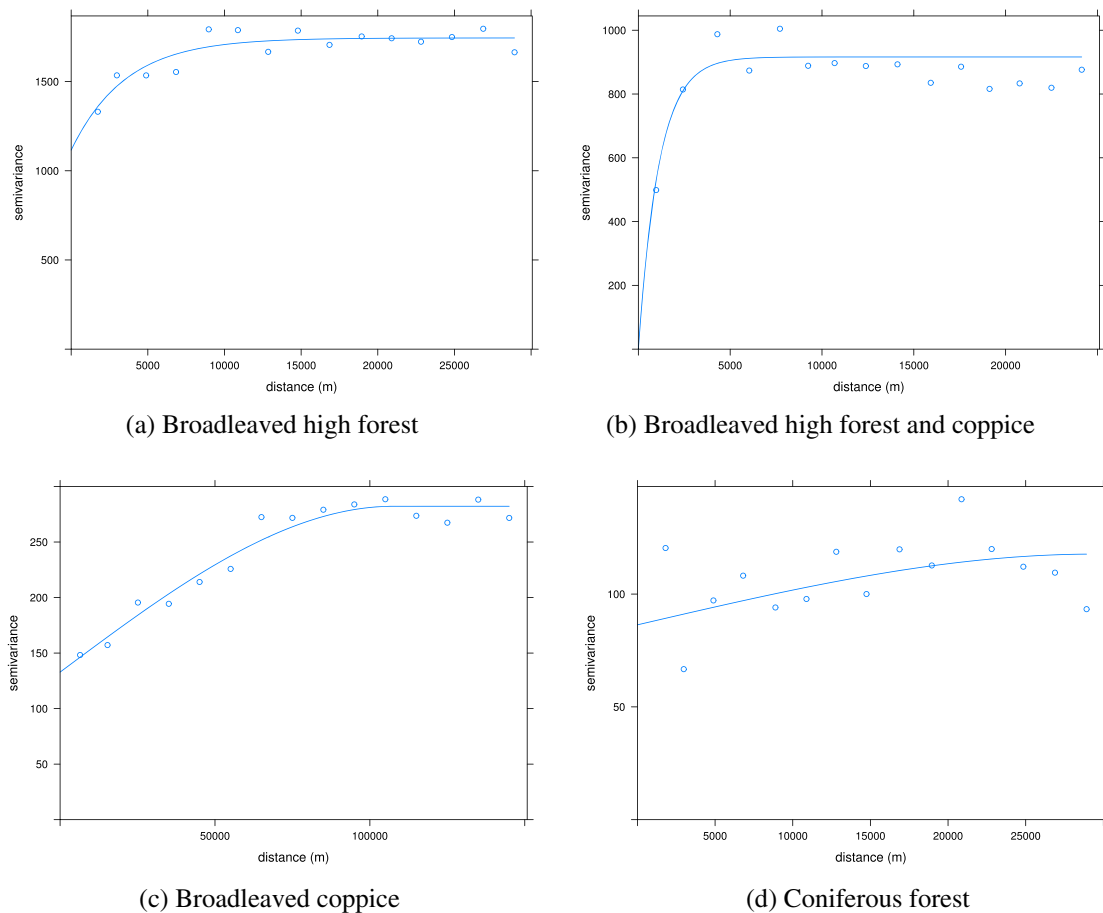 semivariance
1500
1000
500
5000 10000 15000 20000 25000
distance (m)
(a) Broadleaved high forest
semivariance
1000
800
600
400
200
5000 10000 15000 20000
distance (m)
(b) Broadleaved high forest and coppice
semivariance
250
200
150
100
50
50000 100000
distance (m)
(c) Broadleaved coppice
semivariance
100
50
5000 10000 15000 20000 25000
distance (m)
(d) Coniferous forest